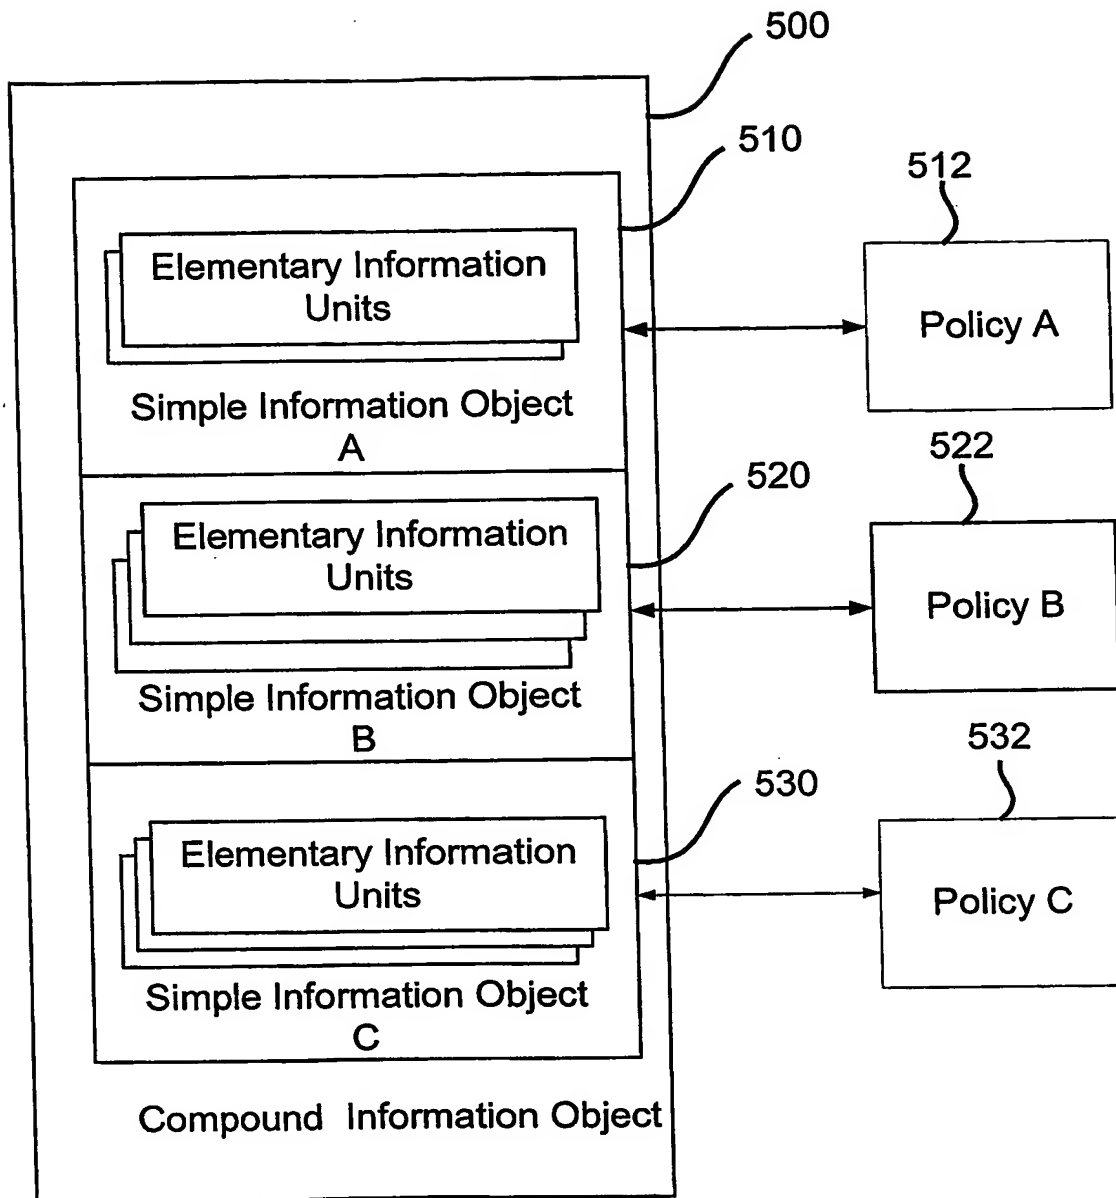 500
510
512
Elementary Information
Units
Policy A
Simple Information Object
A
522
520
Elementary Information
Units
Policy B
Simple Information Object
B
532
530
Elementary Information
Units
Policy C
Simple Information Object
C
Compound Information Object